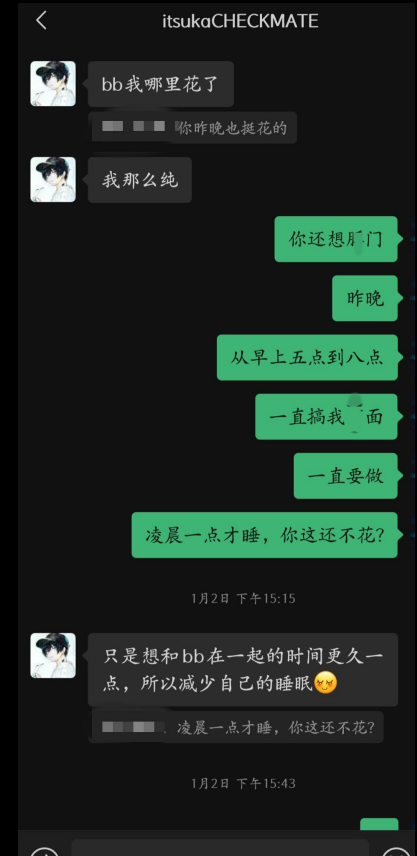 itsukaCHECKMATE
bb我哪里花了
你昨晚也挺花的
我那么纯
你还想 门
昨晚
从早上五点到八点
一直搞我 面
一直要做
凌晨一点才睡，你这还不花?
1月2日 下午15:15
只是想和bb在一起的时间更久一
点，所以减少自己的睡眠
凌晨一点才睡，你这还不花?
1月2日 下午15:43